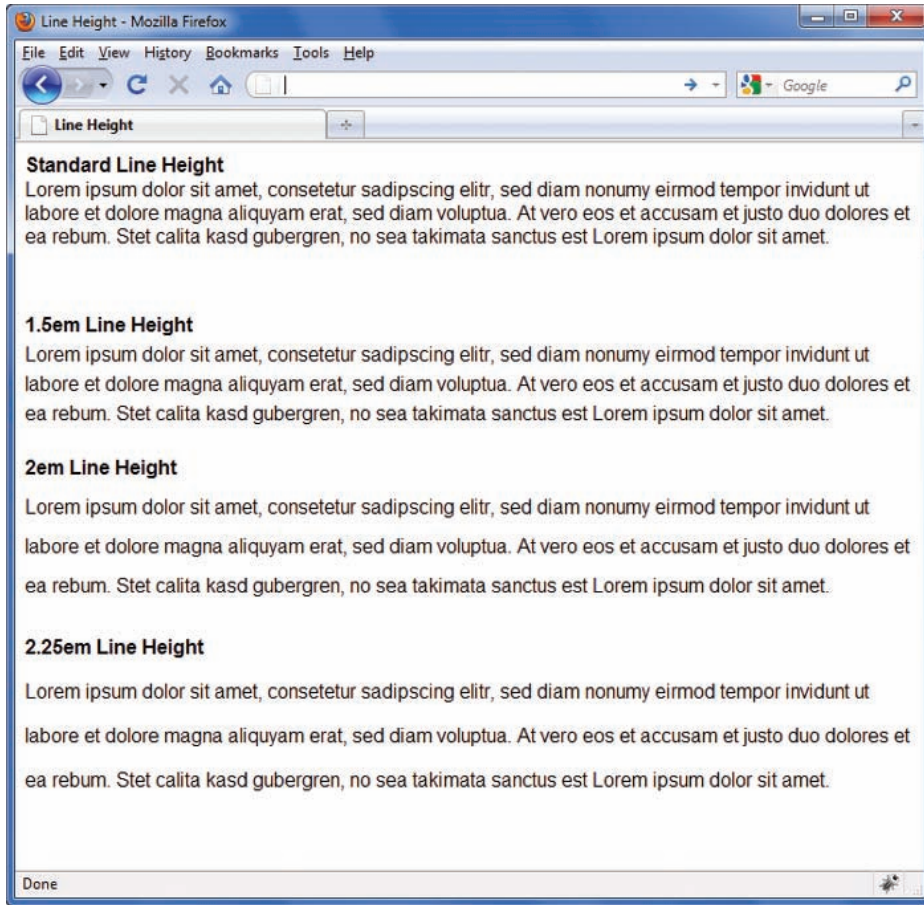 Line Height - Mozilla Firefox
File Edit View History Bookmarks Tools Help
Google
Line Height
Standard Line Height
Lorem ipsum dolor sit amet, consetetur sadipscing elitr, sed diam nonumy eirmod tempor invidunt ut
labore et dolore magna aliquyam erat, sed diam voluptua. At vero eos et accusam et justo duo dolores et
ea rebum. Stet calita kasd gubergren, no sea takimata sanctus est Lorem ipsum dolor sit amet.
1.5em Line Height
Lorem ipsum dolor sit amet, consetetur sadipscing elitr, sed diam nonumy eirmod tempor invidunt ut
labore et dolore magna aliquyam erat, sed diam voluptua. At vero eos et accusam et justo duo dolores et
ea rebum. Stet calita kasd gubergren, no sea takimata sanctus est Lorem ipsum dolor sit amet.
2em Line Height
Lorem ipsum dolor sit amet, consetetur sadipscing elitr, sed diam nonumy eirmod tempor invidunt ut
labore et dolore magna aliquyam erat, sed diam voluptua. At vero eos et accusam et justo duo dolores et
ea rebum. Stet calita kasd gubergren, no sea takimata sanctus est Lorem ipsum dolor sit amet.
2.25em Line Height
Lorem ipsum dolor sit amet, consetetur sadipscing elitr, sed diam nonumy eirmod tempor invidunt ut
labore et dolore magna aliquyam erat, sed diam voluptua. At vero eos et accusam et justo duo dolores et
ea rebum. Stet calita kasd gubergren, no sea takimata sanctus est Lorem ipsum dolor sit amet.
Done